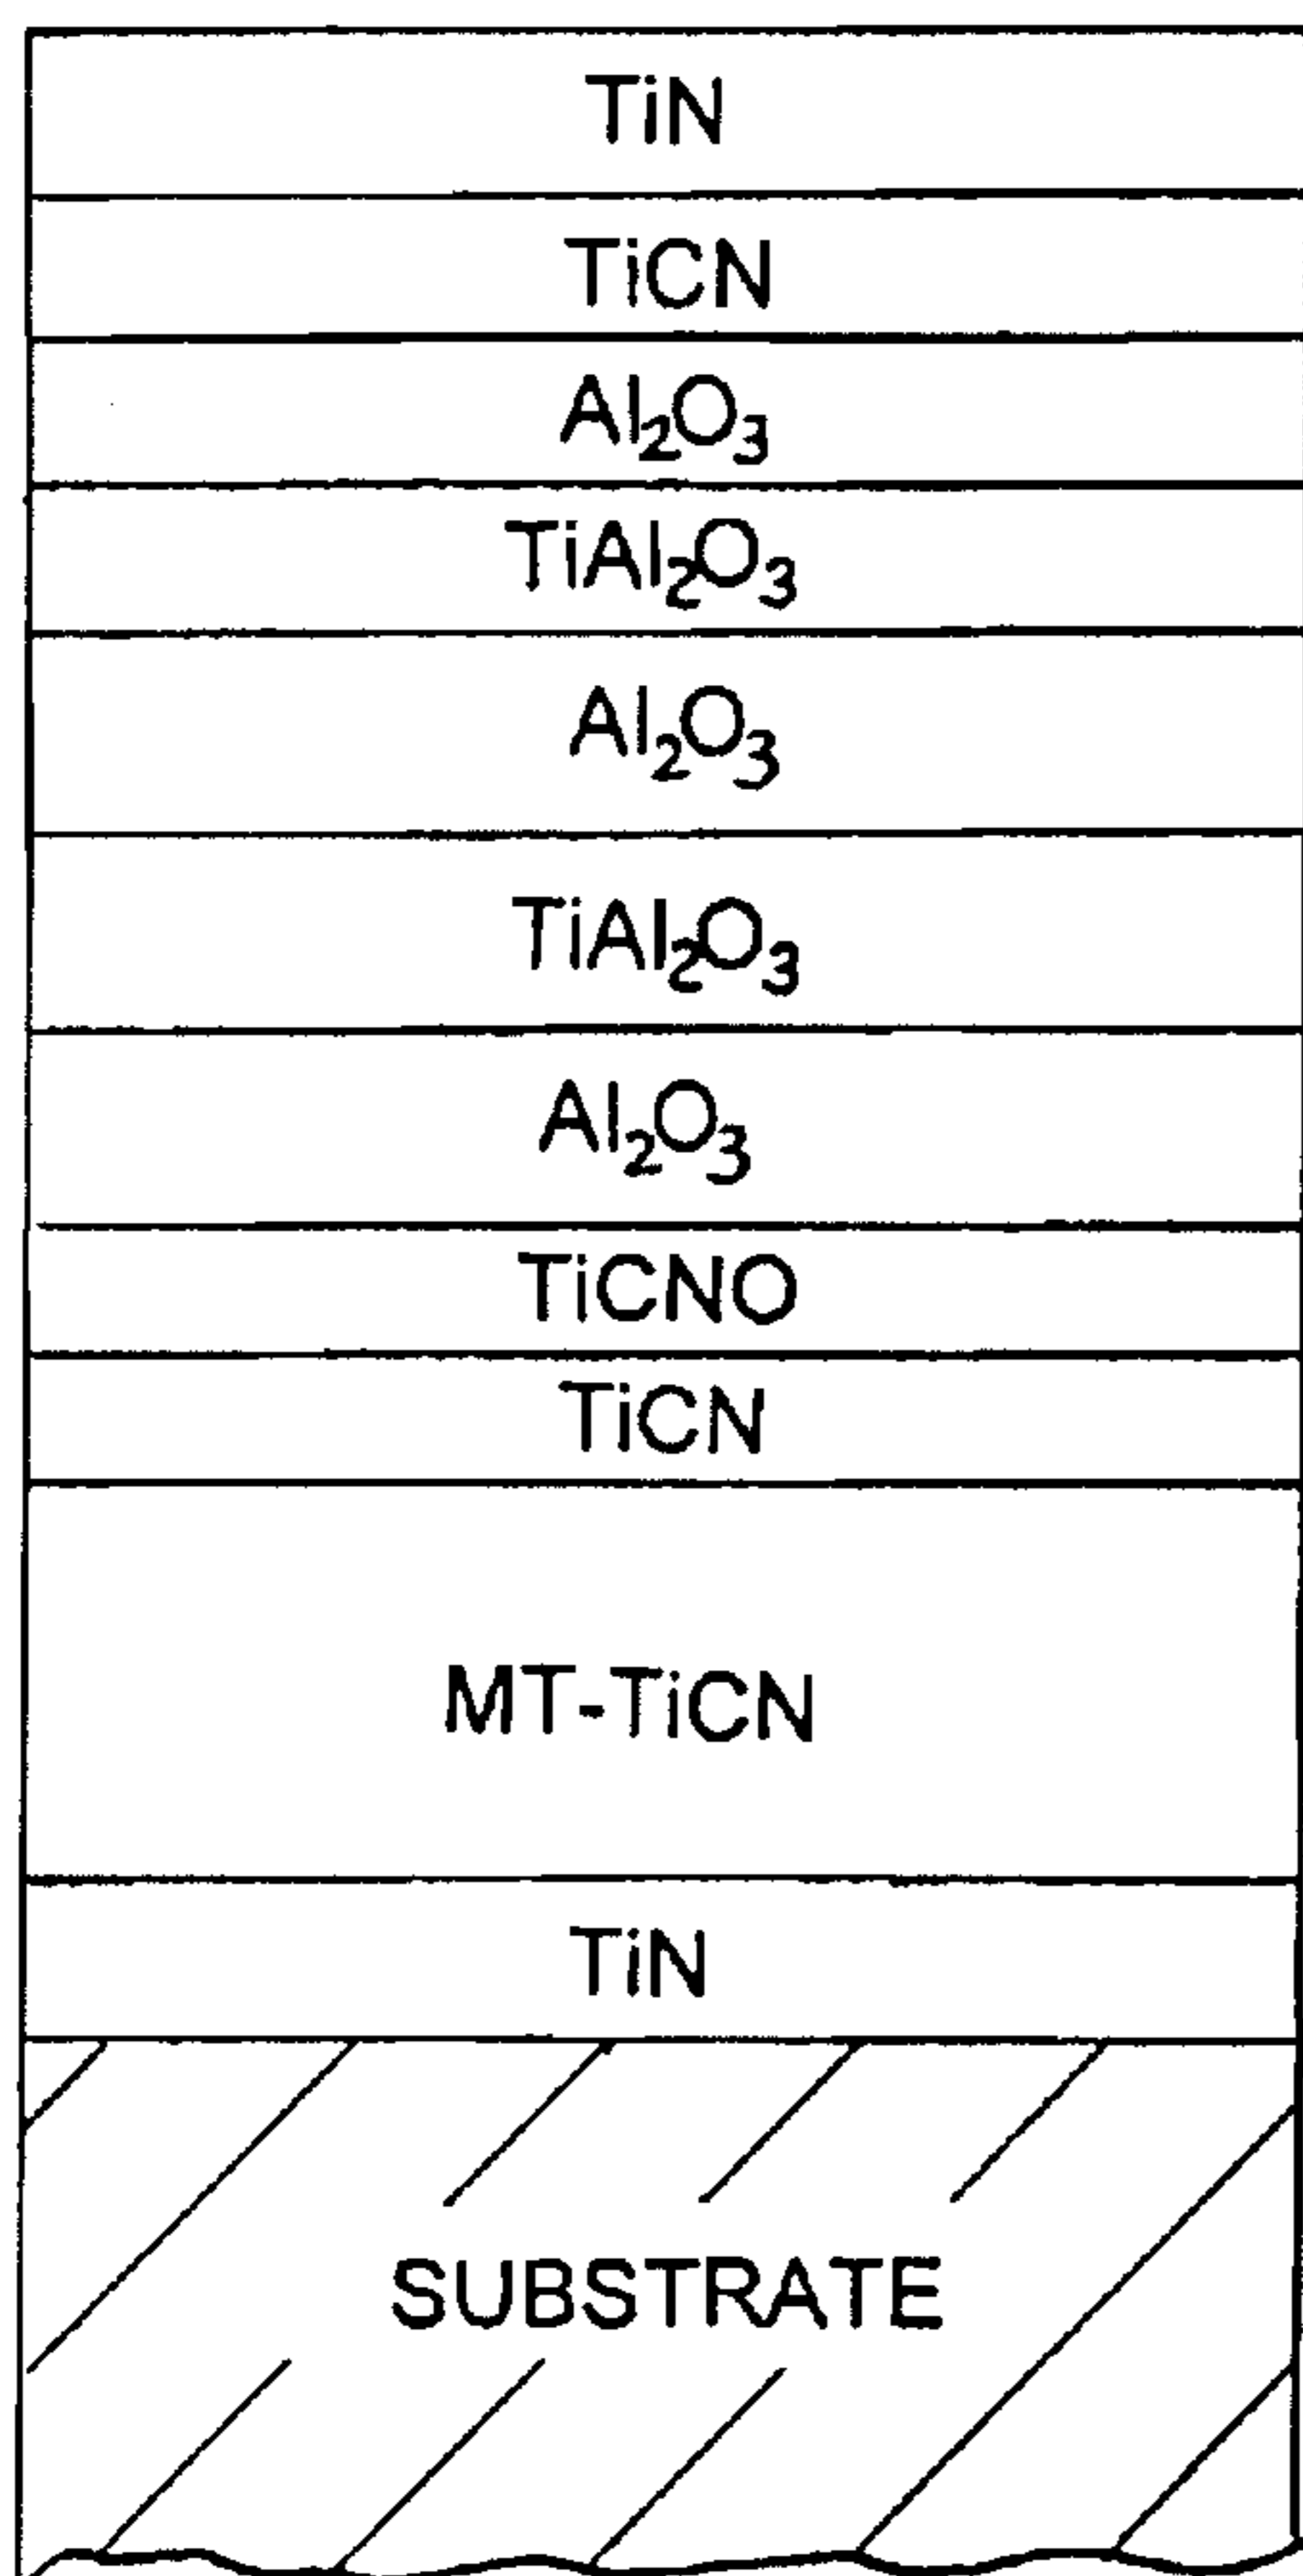 TiN
TiCN
Al₂O₃
TiAl₂O₃
Al₂O₃
TiAl₂O₃
Al₂O₃
TiCNO
TiCN
MT-TiCN
TiN
SUBSTRATE